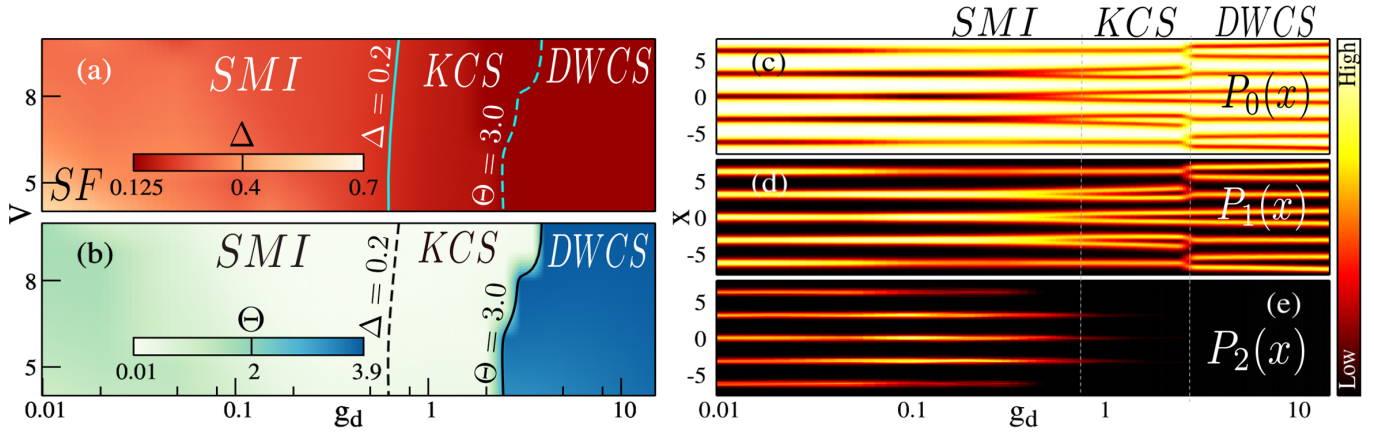 (a)
SMI
KCS
DWCS
Δ = 0.2
Θ = 3.0
Δ
0.125 0.4 0.7
SF
8
5
V
(b)
SMI
KCS
DWCS
Δ = 0.2
Θ = 3.0
Θ
0.01 2 3.9
8
5
0.01 0.1 g_d 1 10
SMI KCS DWCS
(c)
P_0(x)
5
0
-5
(d)
P_1(x)
5
0
-5
x
(e)
P_2(x)
5
0
-5
0.01 0.1 g_d 1 10
High
Low